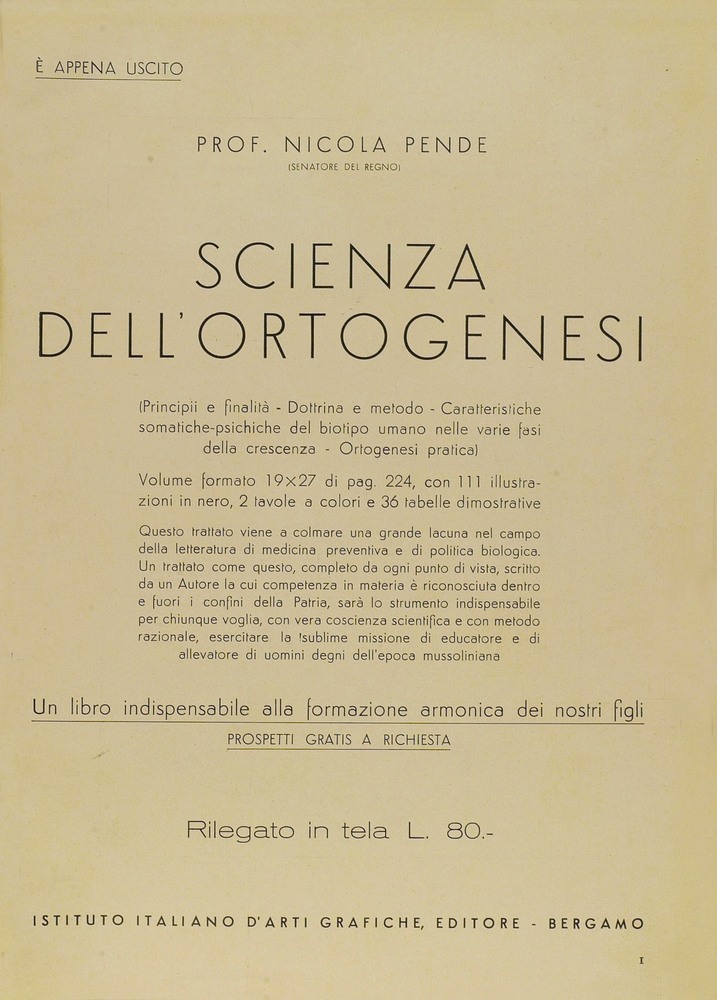 È APPENA USCITO
PROF. NICOLA PENDE
(SENATORE DEL REGNO)
SCIENZA
DELL'ORTOGENESI
(Principii e finalità - Dottrina e metodo - Caratteristiche
somatiche-psichiche del biotipo umano nelle varie fasi
della crescenza - Ortogenesi pratica)
Volume formato 19×27 di pag. 224, con 111 illustra-
zioni in nero, 2 tavole a colori e 36 tabelle dimostrative
Questo trattato viene a colmare una grande lacuna nel campo
della letteratura di medicina preventiva e di politica biologica.
Un trattato come questo, completo da ogni punto di vista, scritto
da un Autore la cui competenza in materia è riconosciuta dentro
e fuori i confini della Patria, sarà lo strumento indispensabile
per chiunque voglia, con vera coscienza scientifica e con metodo
razionale, esercitare la sublime missione di educatore e di
allevatore di uomini degni dell'epoca mussoliniana
Un libro indispensabile alla formazione armonica dei nostri figli
PROSPETTI GRATIS A RICHIESTA
Rilegato in tela L. 80.-
ISTITUTO ITALIANO D'ARTI GRAFICHE, EDITORE - BERGAMO
I